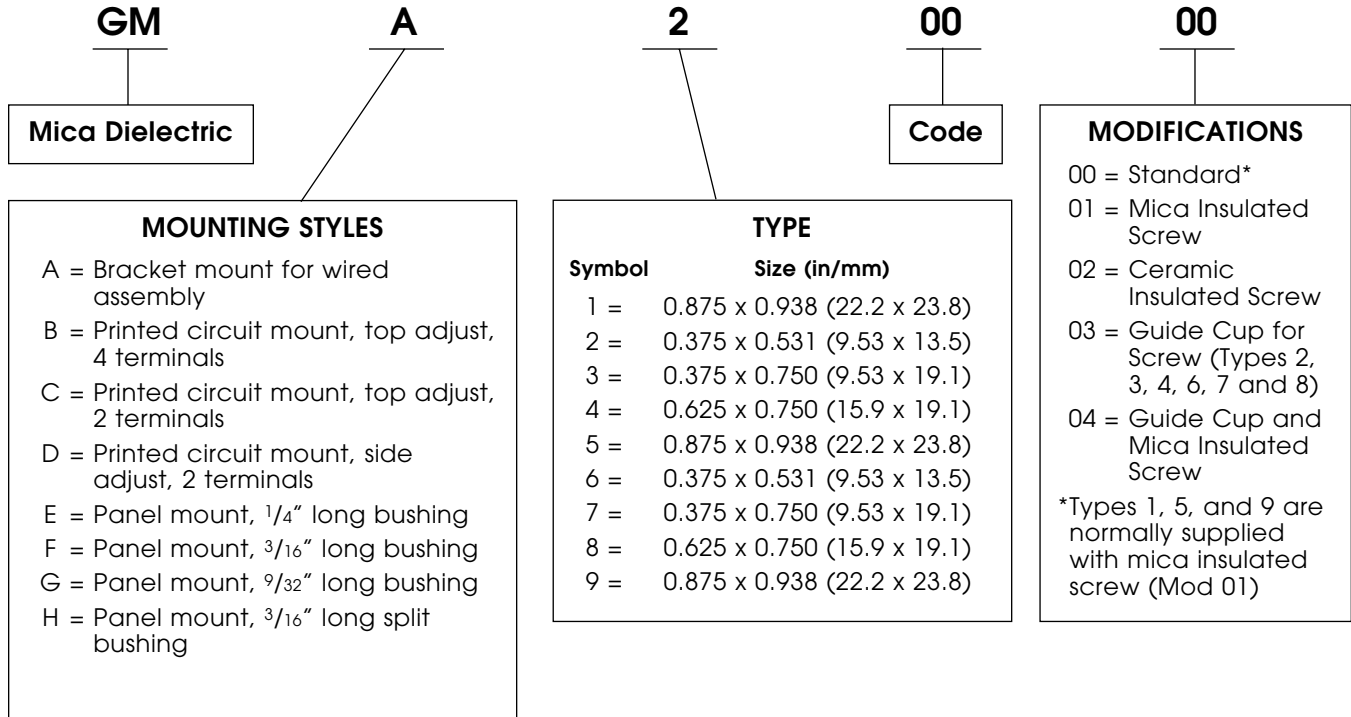 GM A 2 00 00
Mica Dielectric
Code
MOUNTING STYLES
A = Bracket mount for wired
assembly
B = Printed circuit mount, top adjust,
4 terminals
C = Printed circuit mount, top adjust,
2 terminals
D = Printed circuit mount, side
adjust, 2 terminals
E = Panel mount, 1/4" long bushing
F = Panel mount, 3/16" long bushing
G = Panel mount, 9/32" long bushing
H = Panel mount, 3/16" long split
bushing
TYPE
Symbol Size (in/mm)
1 = 0.875 x 0.938 (22.2 x 23.8)
2 = 0.375 x 0.531 (9.53 x 13.5)
3 = 0.375 x 0.750 (9.53 x 19.1)
4 = 0.625 x 0.750 (15.9 x 19.1)
5 = 0.875 x 0.938 (22.2 x 23.8)
6 = 0.375 x 0.531 (9.53 x 13.5)
7 = 0.375 x 0.750 (9.53 x 19.1)
8 = 0.625 x 0.750 (15.9 x 19.1)
9 = 0.875 x 0.938 (22.2 x 23.8)
MODIFICATIONS
00 = Standard*
01 = Mica Insulated
Screw
02 = Ceramic
Insulated Screw
03 = Guide Cup for
Screw (Types 2,
3, 4, 6, 7 and 8)
04 = Guide Cup and
Mica Insulated
Screw
*Types 1, 5, and 9 are
normally supplied
with mica insulated
screw (Mod 01)